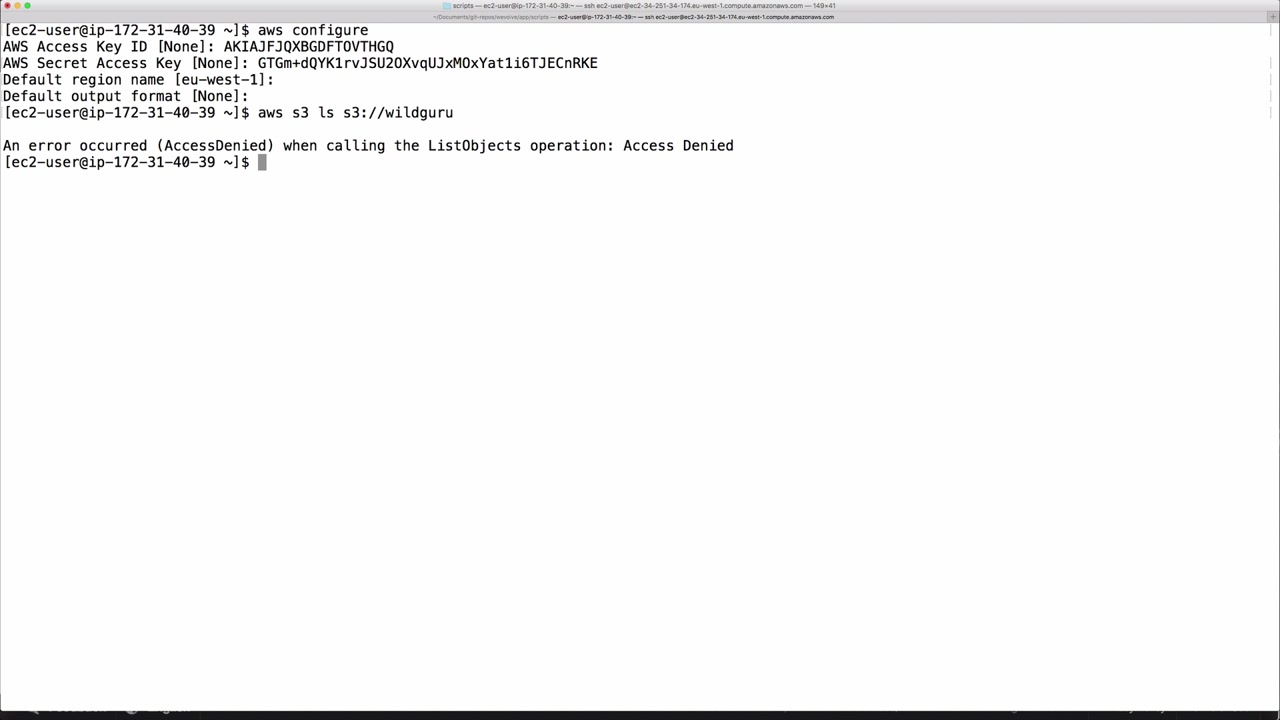 scripts — ec2-user@ip-172-31-40-39:~ — ssh ec2-user@ec2-34-251-34-174.eu-west-1.compute.amazonaws.com — 149×41
~/Documents/git-repos/wevolve/app/scripts — ec2-user@ip-172-31-40-39:~ — ssh ec2-user@ec2-34-251-34-174.eu-west-1.compute.amazonaws.com
[ec2-user@ip-172-31-40-39 ~]$ aws configure
AWS Access Key ID [None]: AKIAJFJQXBGDFTOVTHGQ
AWS Secret Access Key [None]: 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
Default region name [eu-west-1]:
Default output format [None]:
[ec2-user@ip-172-31-40-39 ~]$ aws s3 ls s3://wildguru
An error occurred (AccessDenied) when calling the ListObjects operation: Access Denied
[ec2-user@ip-172-31-40-39 ~]$